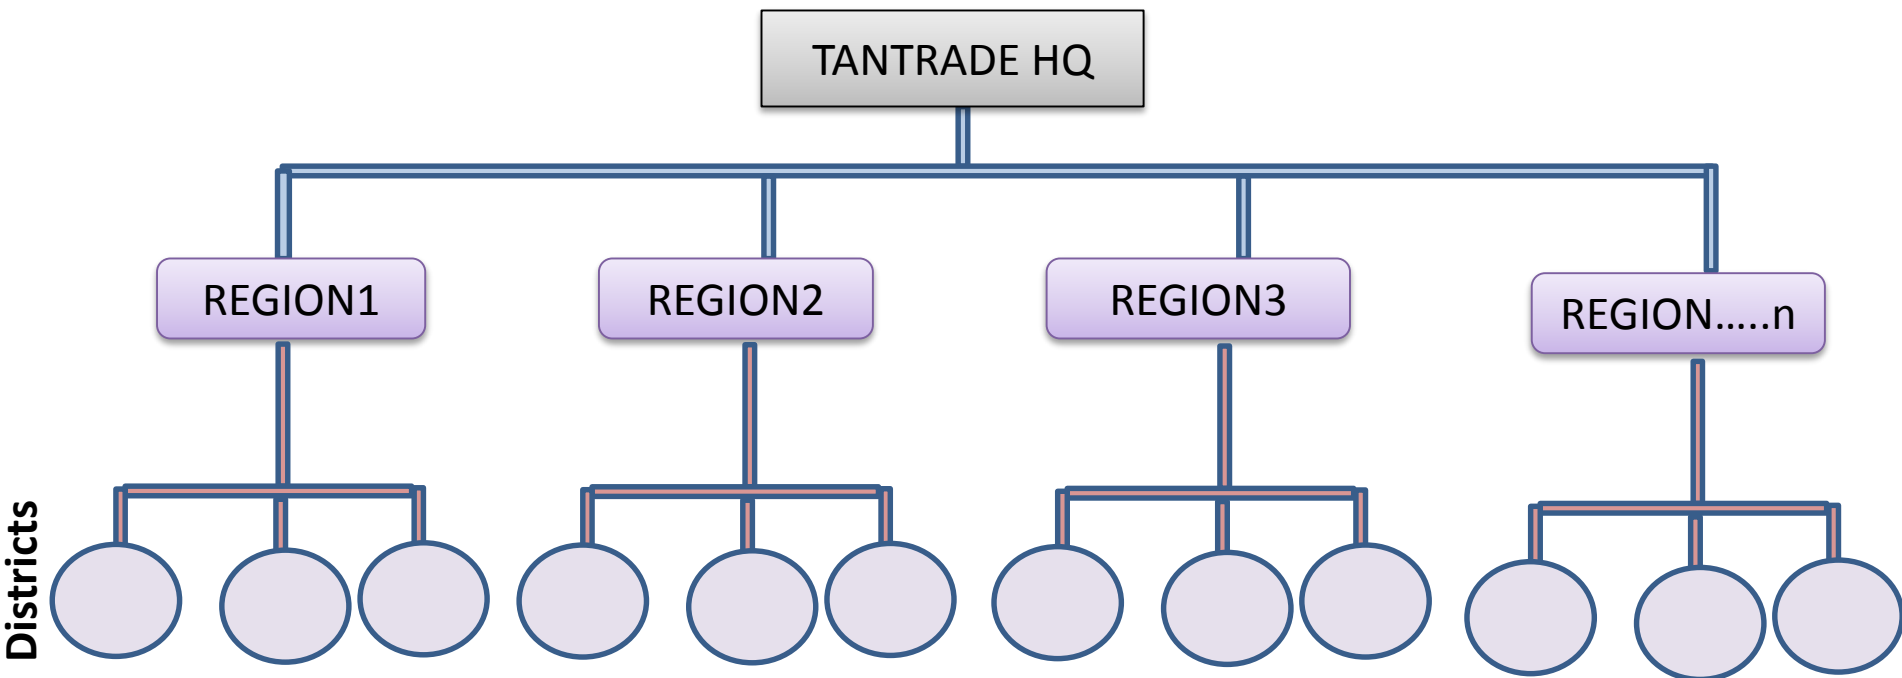 TANTRADE HQ
REGION1
REGION2
REGION3
REGION.....n
Districts